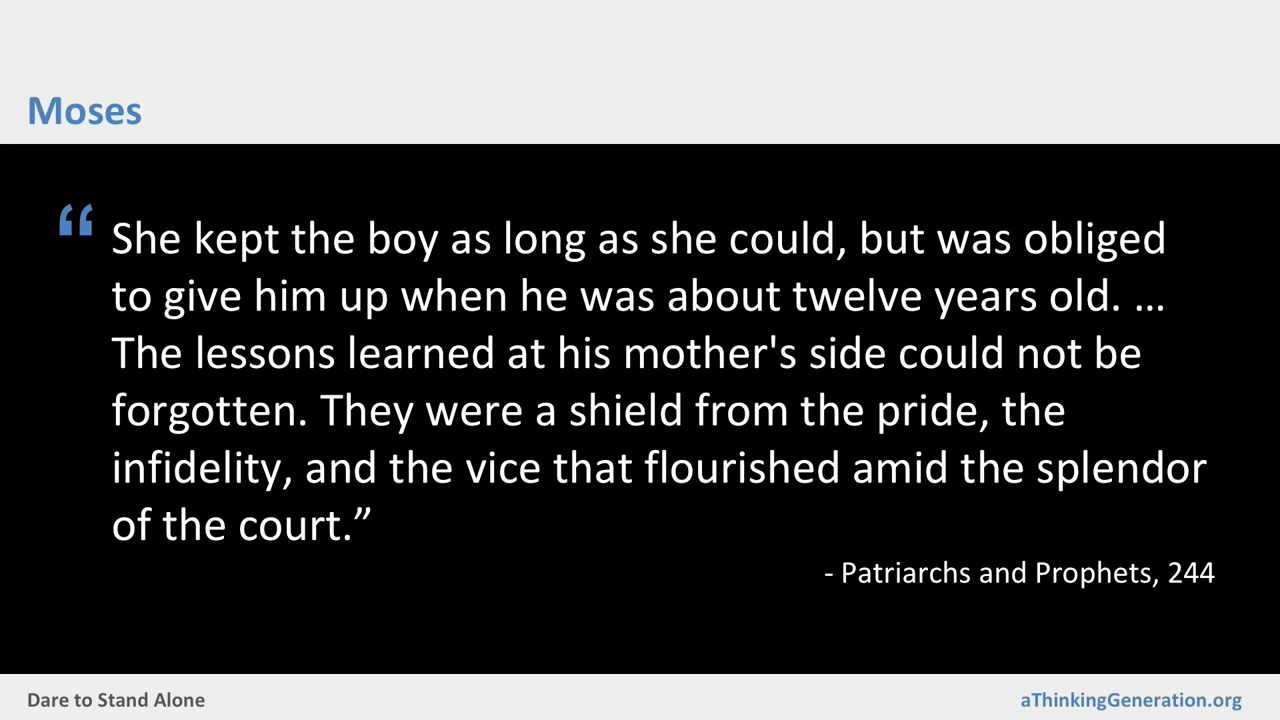 Moses
“ She kept the boy as long as she could, but was obliged
to give him up when he was about twelve years old. …
The lessons learned at his mother's side could not be
forgotten. They were a shield from the pride, the
infidelity, and the vice that flourished amid the splendor
of the court.”
- Patriarchs and Prophets, 244
Dare to Stand Alone
aThinkingGeneration.org